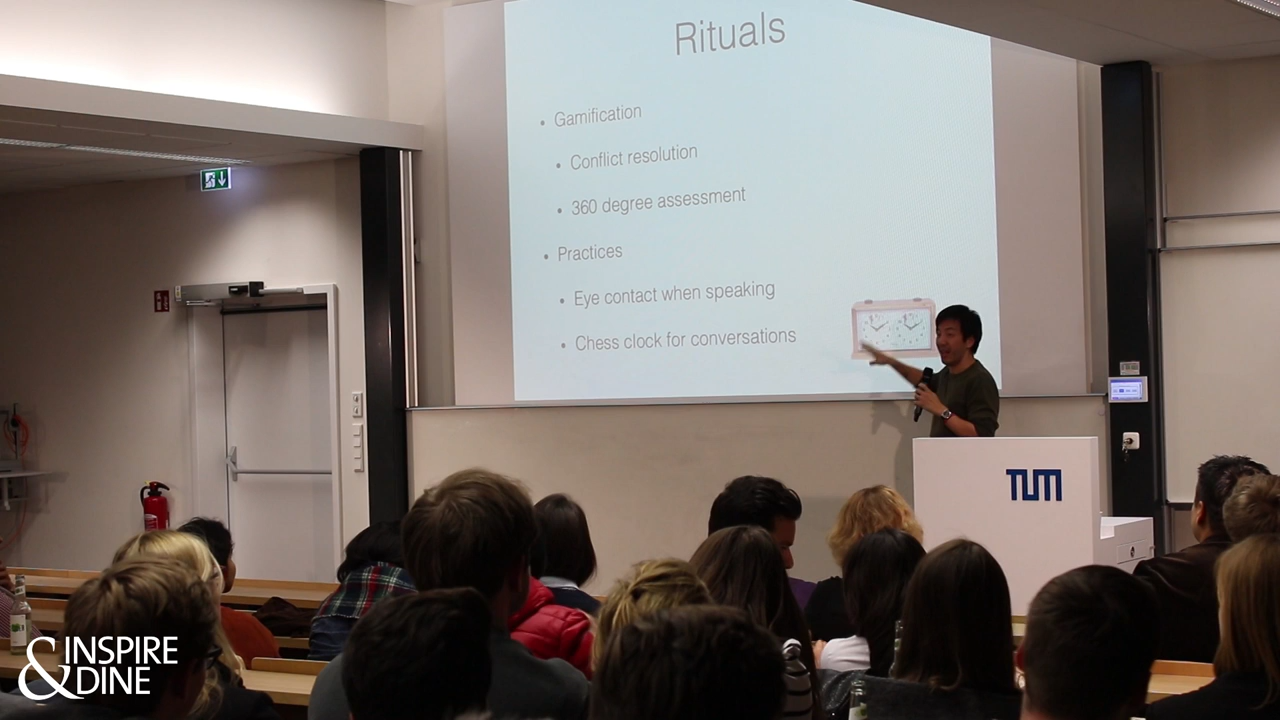 Rituals
• Gamification
• Conflict resolution
• 360 degree assessment
• Practices
• Eye contact when speaking
• Chess clock for conversations
TUM
& INSPIRE
DINE